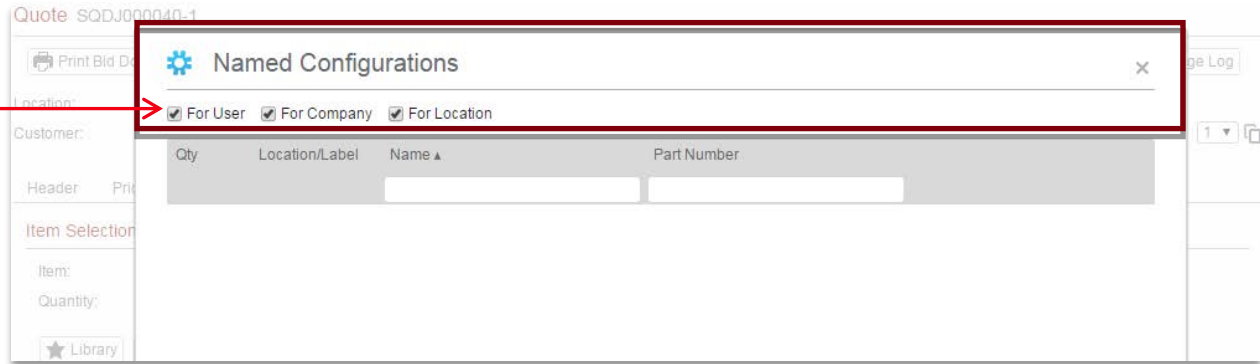 Quote SQDJ000040-1
Print Bid Do
Named Configurations
ge Log
Location:
For User For Company For Location
Customer:
1
Qty Location/Label Name Part Number
Header Pric
Item Selection
Item:
Quantity:
Library